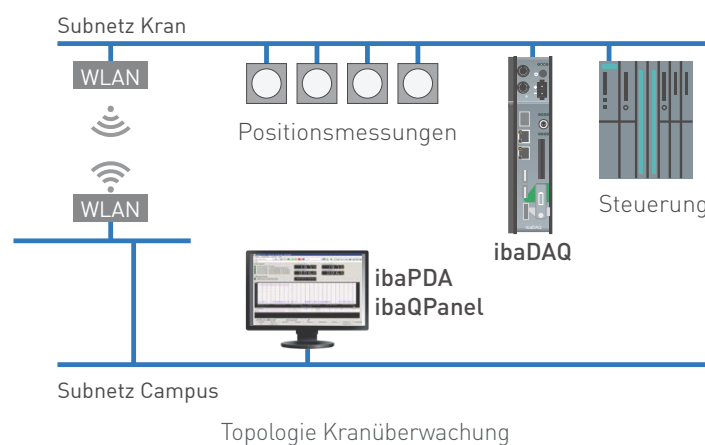 Subnetz Kran
WLAN
Positionsmessungen
WLAN
Steuerung
ibaDAQ
ibaPDA
ibaQPanel
Subnetz Campus
Topologie Kranüberwachung